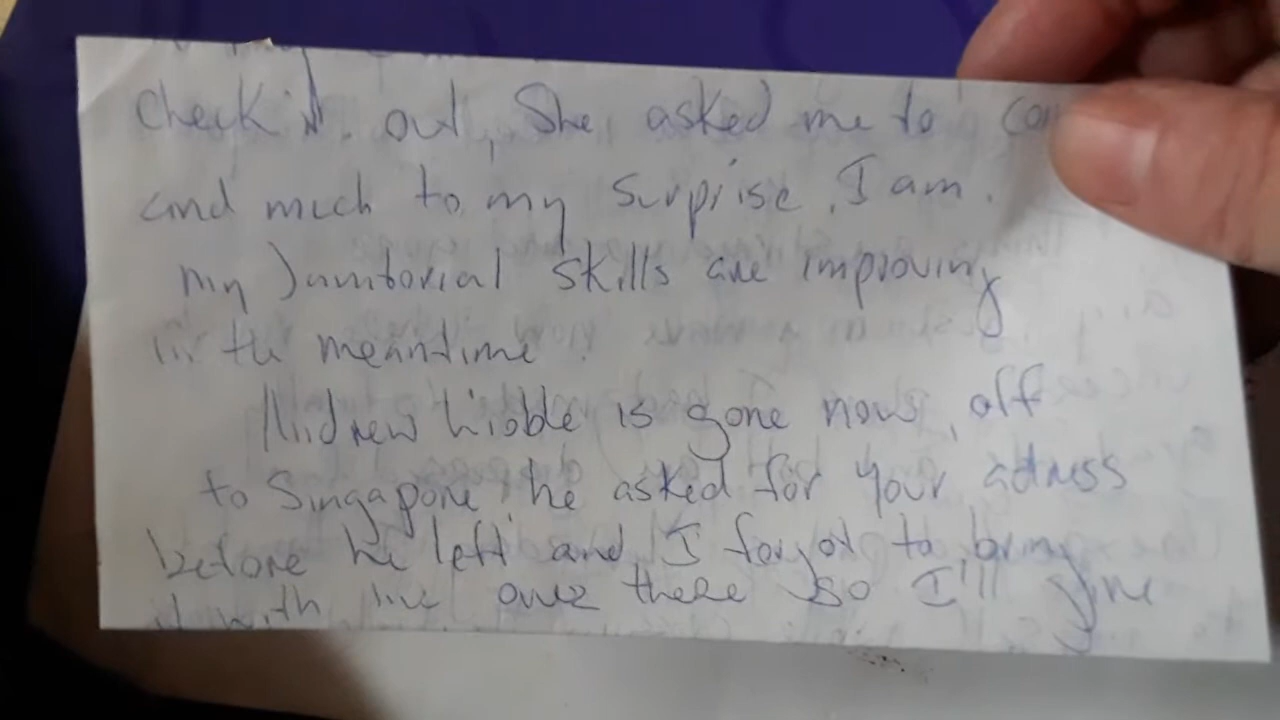 check it out, She asked me to
and much to my surprise, I am.
my Janitorial skills are improving
in the meantime.
is gone now, off
to Singapore, he asked for your adress
before he left and I forgot to bring
it with me over there so I'll give